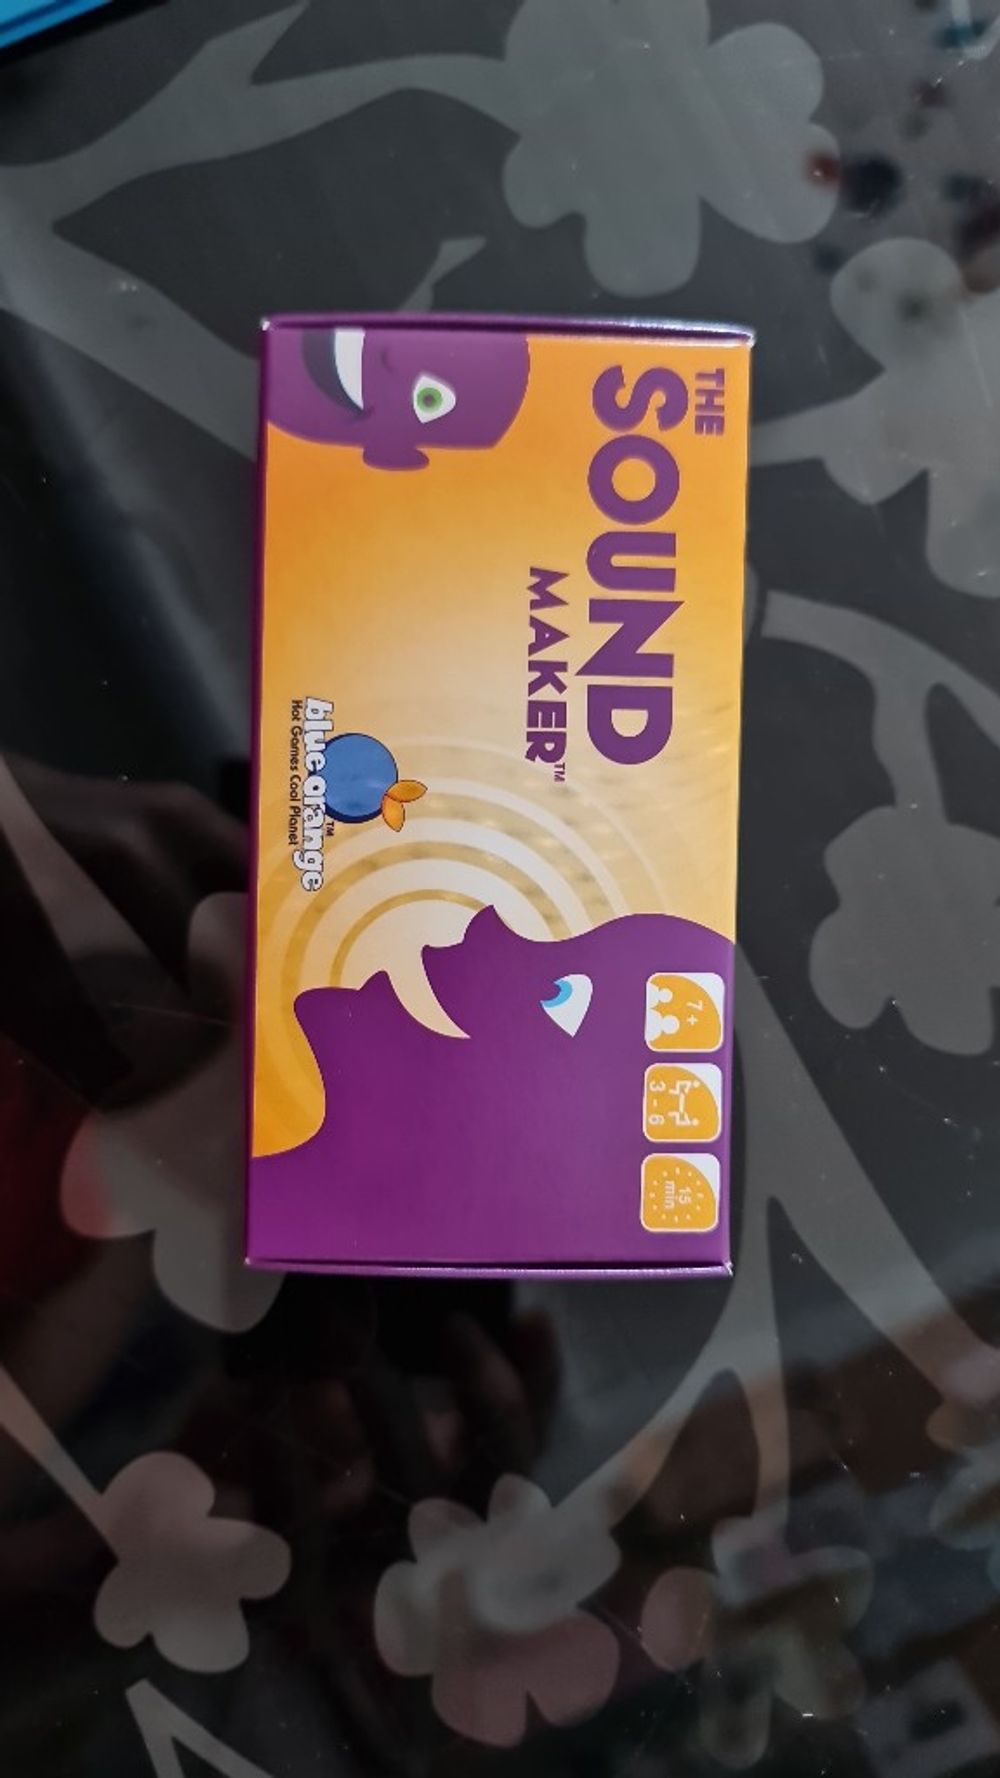 THE
SOUND
MAKER™
blue orange™
Hot Games Cool Planet
7+
3 - 6
15
min